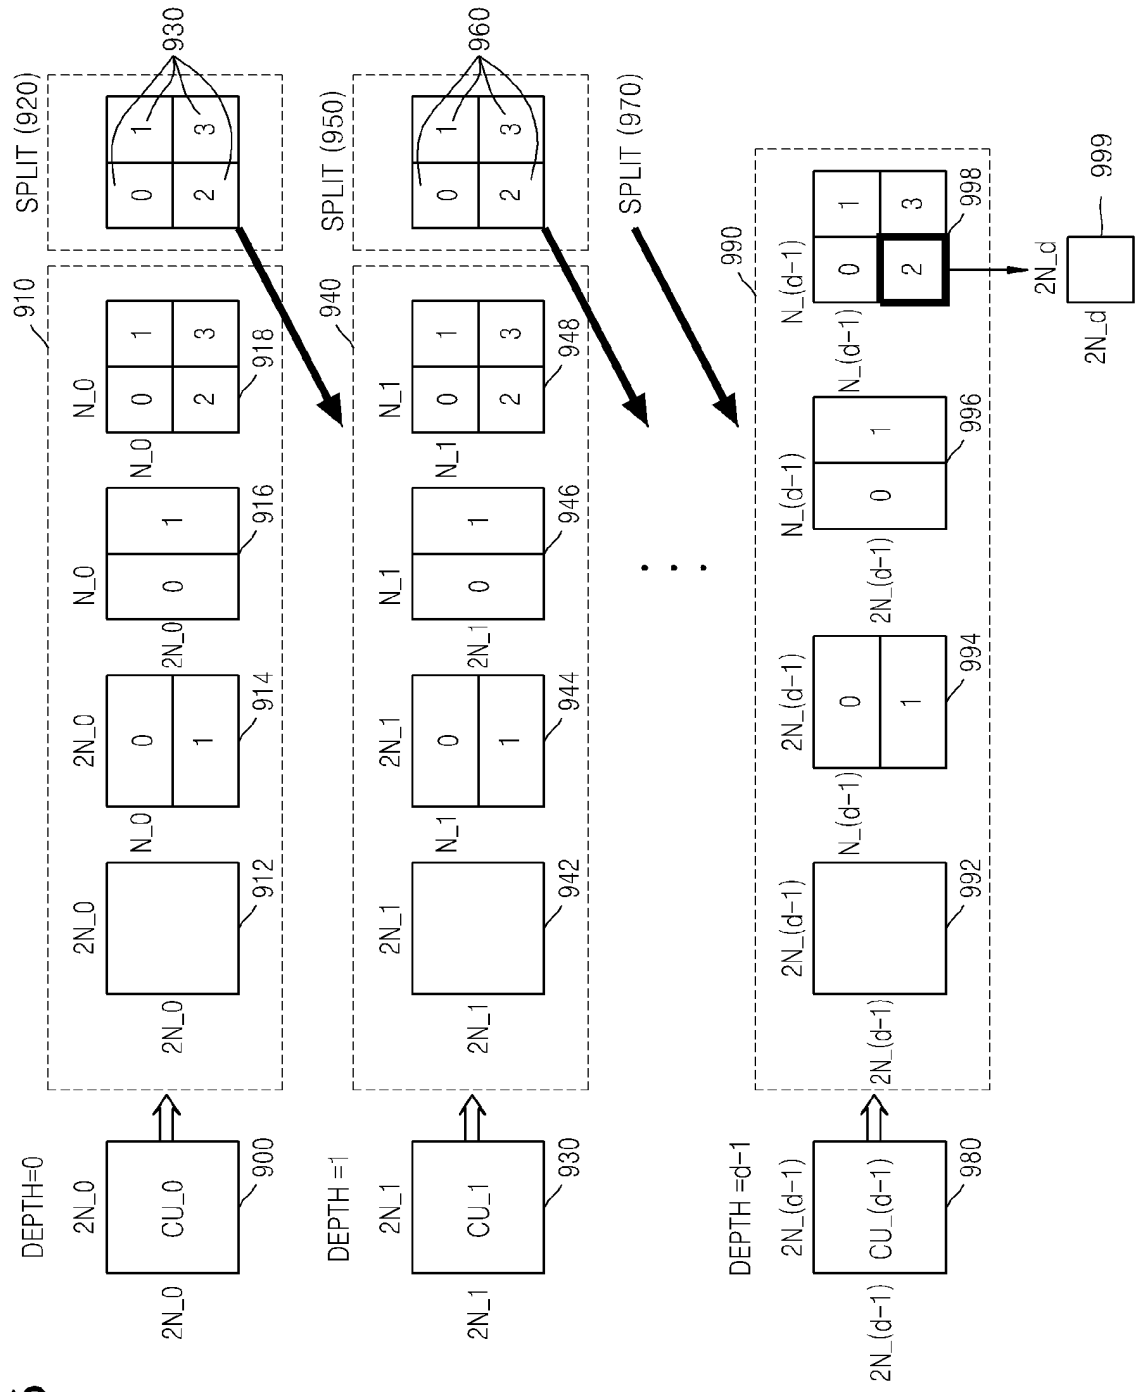 DEPTH=0
2N_0
2N_0
CU_0
900
910
2N_0
2N_0
912
2N_0
N_0
0
1
914
N_0
2N_0
0
1
916
N_0
N_0
0
1
2
3
918
SPLIT (920)
0
1
2
3
930
DEPTH =1
2N_1
2N_1
CU_1
930
940
2N_1
2N_1
942
2N_1
N_1
0
1
944
N_1
2N_1
0
1
946
N_1
N_1
0
1
2
3
948
SPLIT (950)
0
1
2
3
960
. . .
SPLIT (970)
DEPTH =d-1
2N_(d-1)
2N_(d-1)
CU_(d-1)
980
990
2N_(d-1)
2N_(d-1)
992
2N_(d-1)
N_(d-1)
0
1
994
N_(d-1)
2N_(d-1)
0
1
996
N_(d-1)
N_(d-1)
0
1
2
3
998
2N_d
2N_d
999